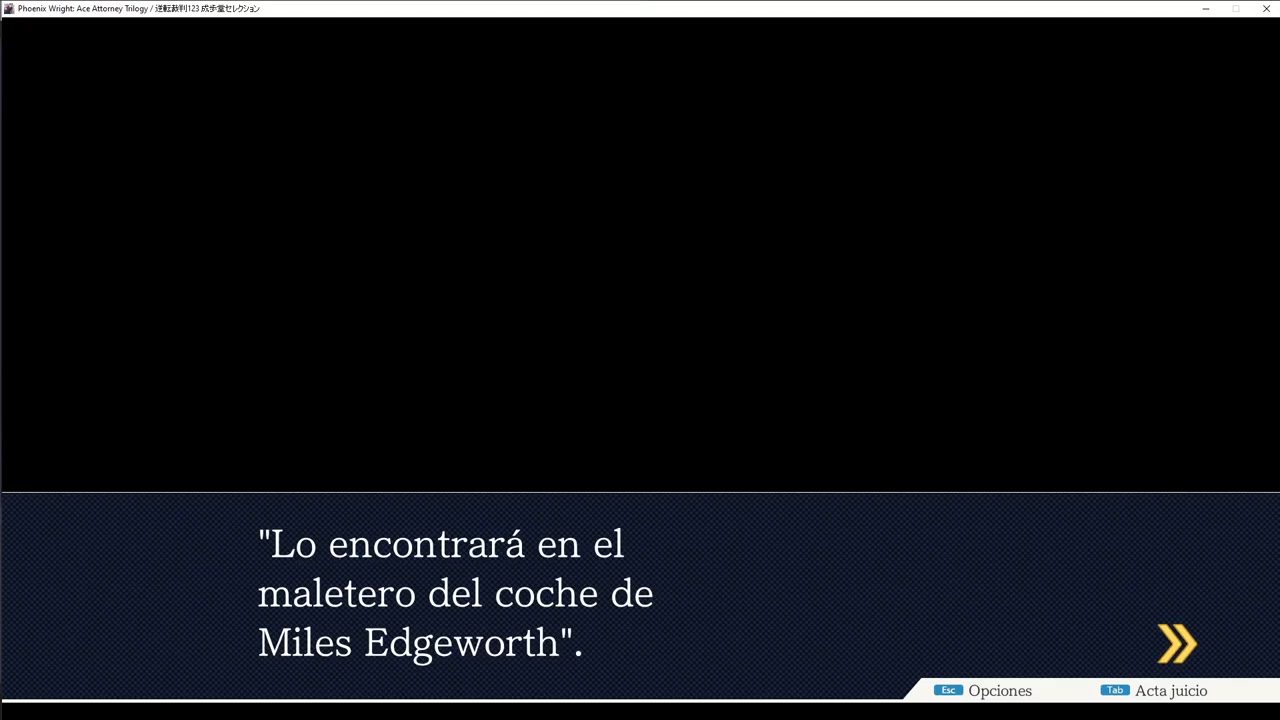 Phoenix Wright: Ace Attorney Trilogy / 逆転裁判123 成歩堂セレクション
"Lo encontrará en el
maletero del coche de
Miles Edgeworth".
Esc Opciones Tab Acta juicio